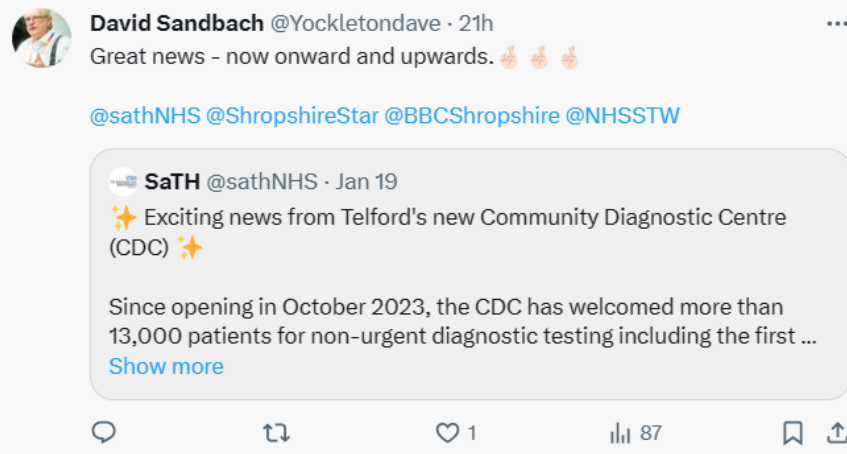 David Sandbach @Yockletondave · 21h
Great news - now onward and upwards.🤞🏻 🤞🏻 🤞🏻
@sathNHS @ShropshireStar @BBCShropshire @NHSSTW
SaTH @sathNHS · Jan 19
✨ Exciting news from Telford's new Community Diagnostic Centre
(CDC) ✨
Since opening in October 2023, the CDC has welcomed more than
13,000 patients for non-urgent diagnostic testing including the first ...
Show more
1 87